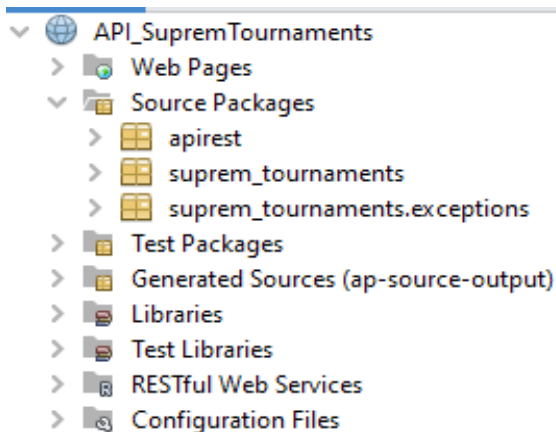 API_SupremTournaments
Web Pages
Source Packages
apirest
suprem_tournaments
suprem_tournaments.exceptions
Test Packages
Generated Sources (ap-source-output)
Libraries
Test Libraries
RESTful Web Services
Configuration Files